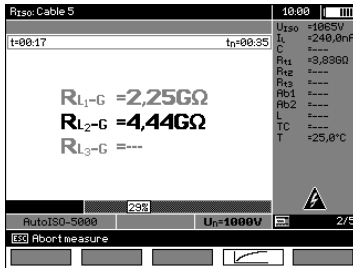 RISO: Cable 5 10:00
t=00:17 tn=00:35
UISO =1065V
IL =240,0nA
C =---
Rt1 =3,83GΩ
Rt2 =---
Rt3 =---
Ab1 =---
Ab2 =---
L =---
TC =---
T =25,0°C
RL1-G =2,25GΩ
RL2-G =4,44GΩ
RL3-G =---
29%
AutoISO-5000 Un=1000V 2/5
ESC Abort measure